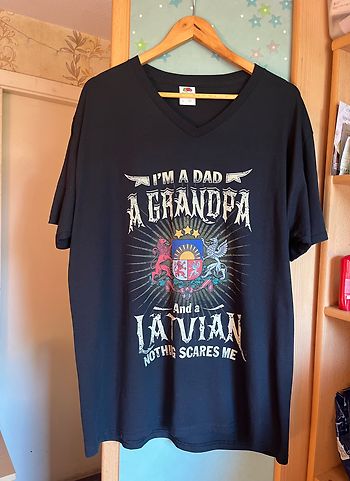 I'M A DAD
A GRANDPA
And a
LATVIAN
NOTHING SCARES ME